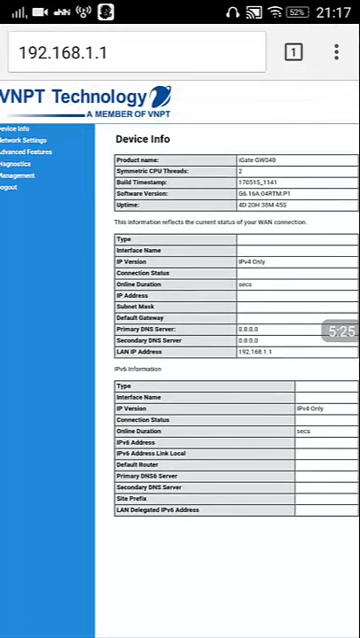 52% 21:17
192.168.1.1 1
VNPT Technology
A MEMBER OF VNPT
Device Info
Network Settings
Advanced Features
Diagnostics
Management
Logout
Device Info
Product name: iGate GW040
Symmetric CPU Threads: 2
Build Timestamp: 170515_1141
Software Version: G6.16A.04RTM.P1
Uptime: 4D 20H 38M 45S
This information reflects the current status of your WAN connection.
Type
Interface Name
IP Version IPv4 Only
Connection Status
Online Duration secs
IP Address
Subnet Mask
Default Gateway
Primary DNS Server: 0.0.0.0
Secondary DNS Server 0.0.0.0
LAN IP Address 192.168.1.1
5:25
IPv6 Information
Type
Interface Name
IP Version IPv4 Only
Connection Status
Online Duration secs
IPv6 Address
IPv6 Address Link Local
Default Router
Primary DNS6 Server
Secondary DNS Server
Site Prefix
LAN Delegated IPv6 Address